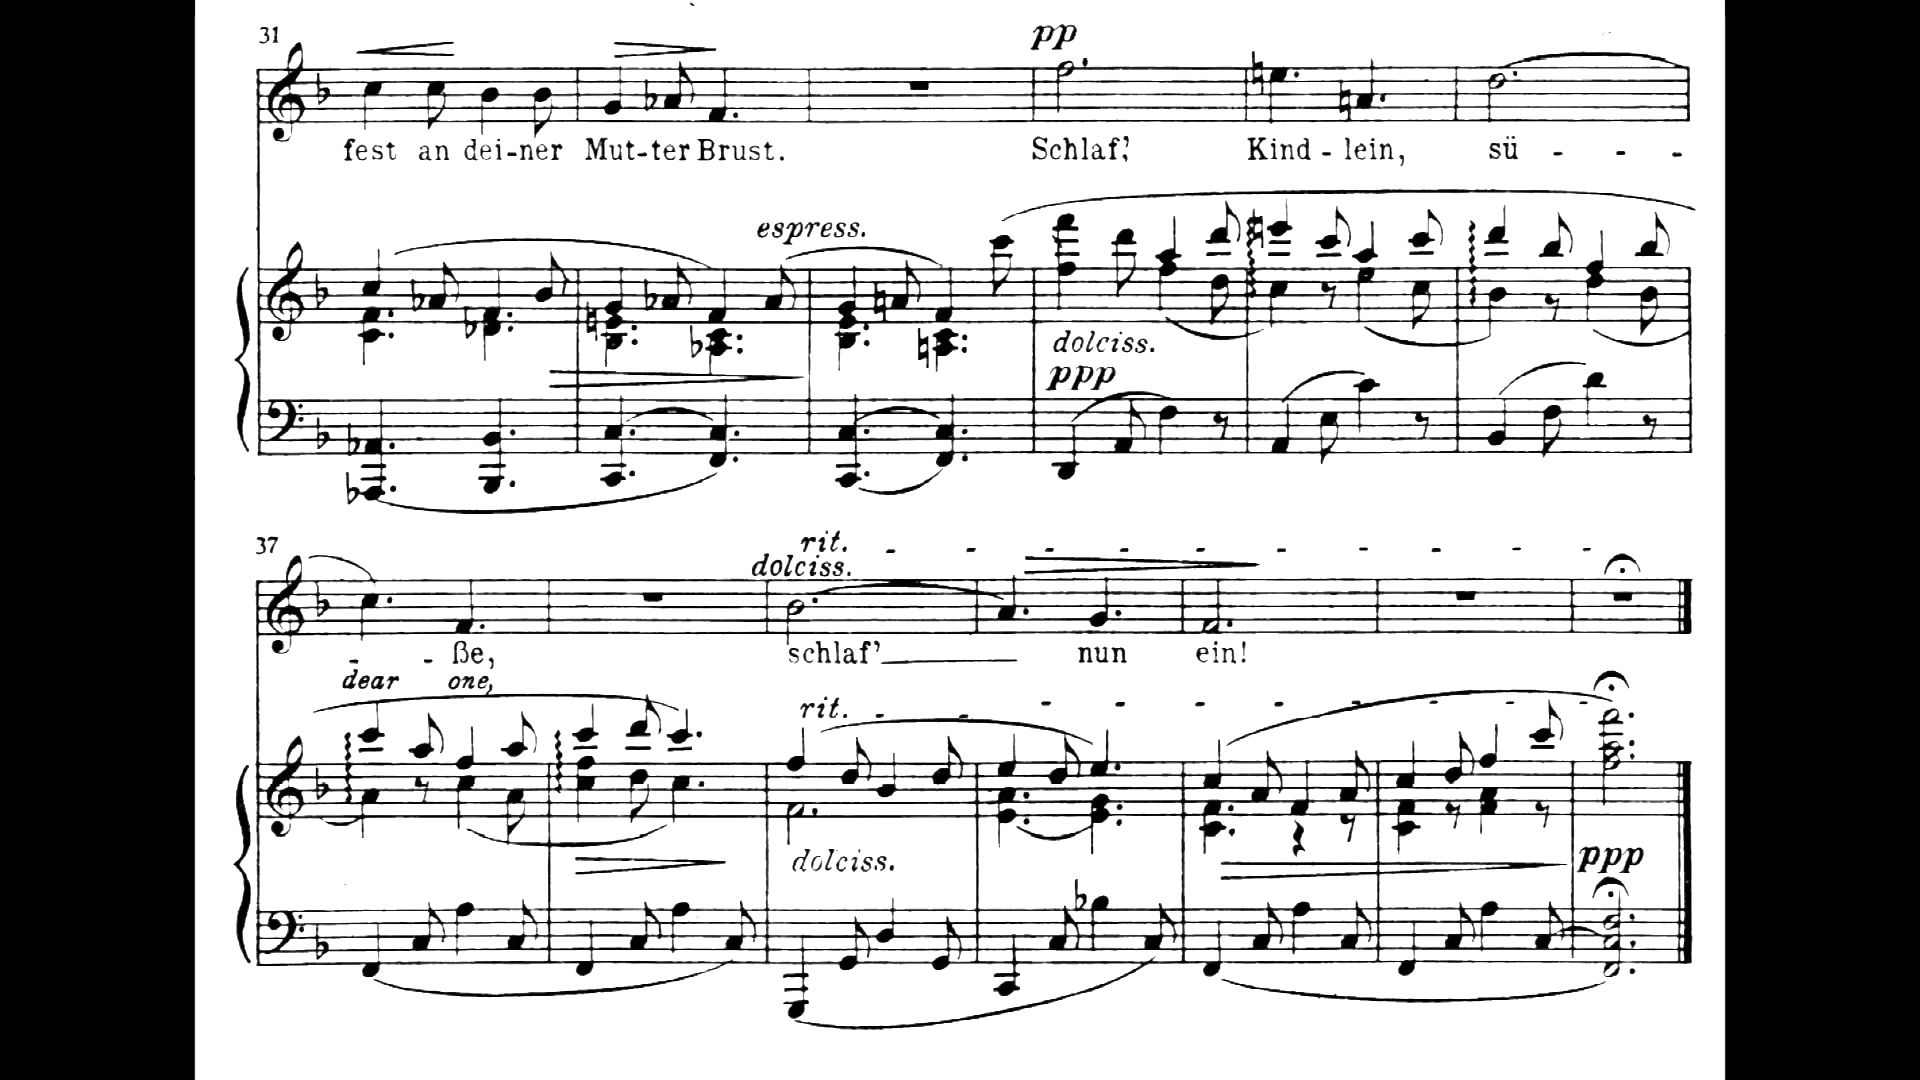 31
pp
fest an dei-ner Mut-ter Brust. Schlaf,' Kind - lein, sü - - -
espress.
dolciss.
ppp
37
rit. - - - - - - - - - -
dolciss.
- - ße, schlaf' nun ein!
dear one,
rit. - - - - - - - - - -
dolciss.
ppp